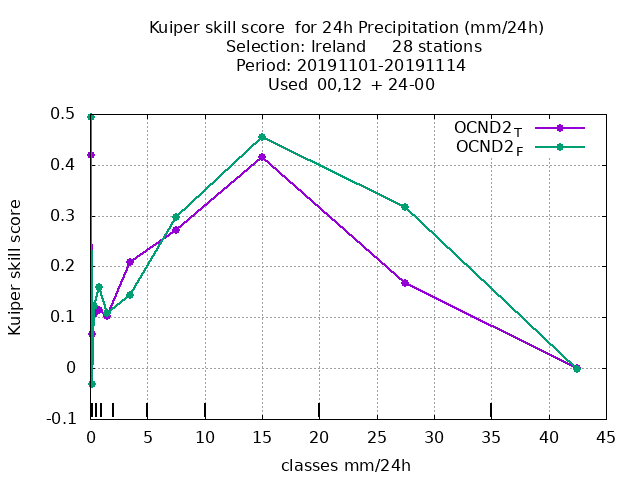 Kuiper skill score  for 24h Precipitation (mm/24h)
Selection: Ireland     28 stations
Period: 20191101-20191114
Used  00,12  + 24-00
OCND2_T
OCND2_F
Kuiper skill score
0.5
0.4
0.3
0.2
0.1
0
-0.1
0 5 10 15 20 25 30 35 40 45
classes mm/24h